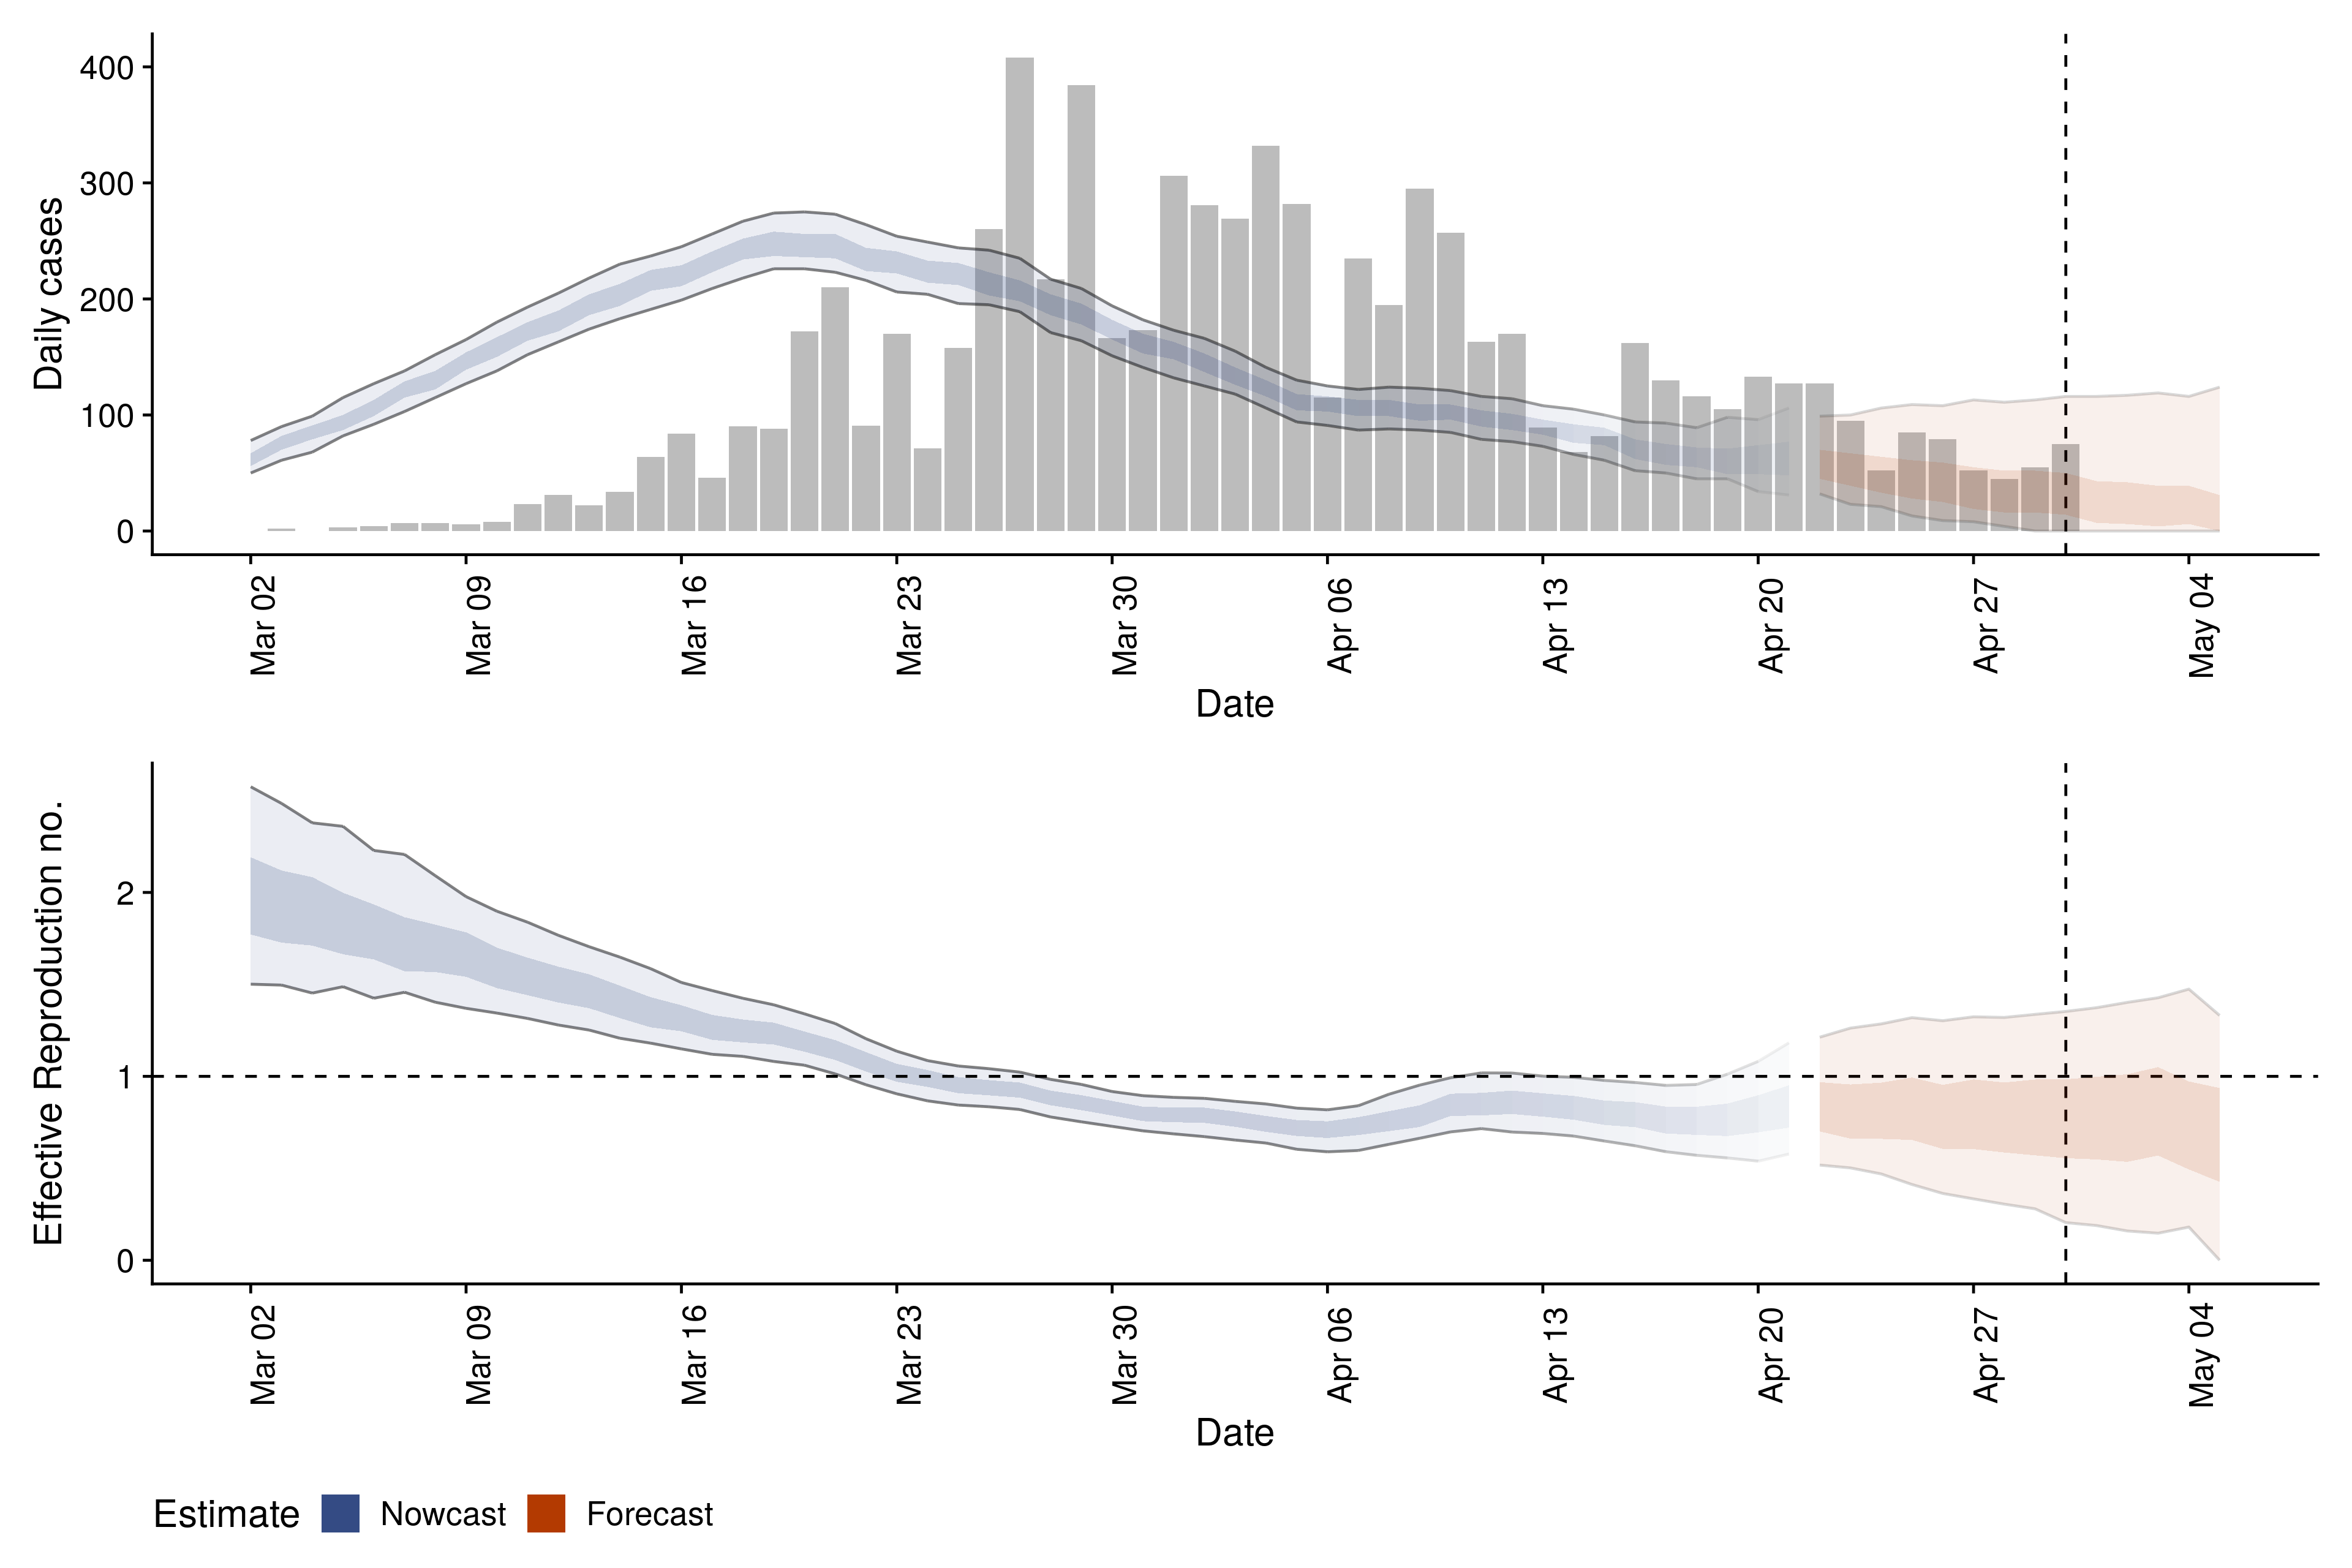 400
300
200
100
0
Daily cases
Mar 02 Mar 09 Mar 16 Mar 23 Mar 30 Apr 06 Apr 13 Apr 20 Apr 27 May 04
Date
2
1
0
Effective Reproduction no.
Mar 02 Mar 09 Mar 16 Mar 23 Mar 30 Apr 06 Apr 13 Apr 20 Apr 27 May 04
Date
Estimate Nowcast Forecast